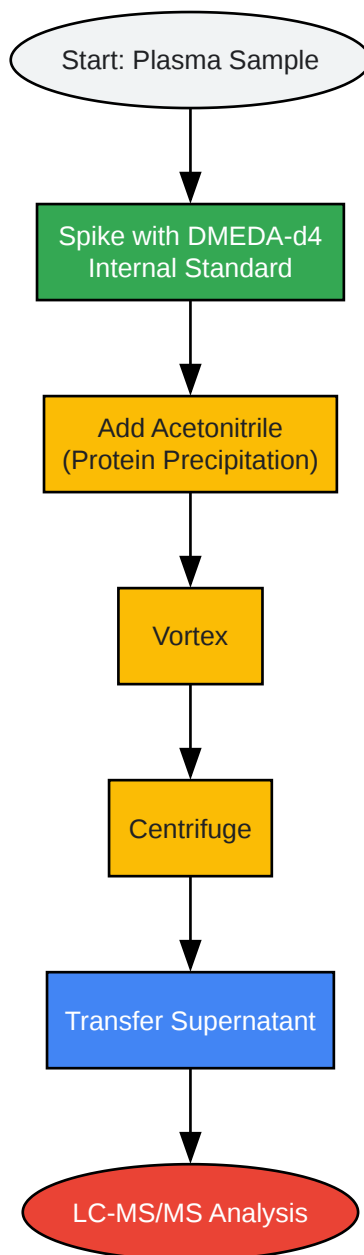 Start: Plasma Sample
Spike with DMEDA-d4
Internal Standard
Add Acetonitrile
(Protein Precipitation)
Vortex
Centrifuge
Transfer Supernatant
LC-MS/MS Analysis